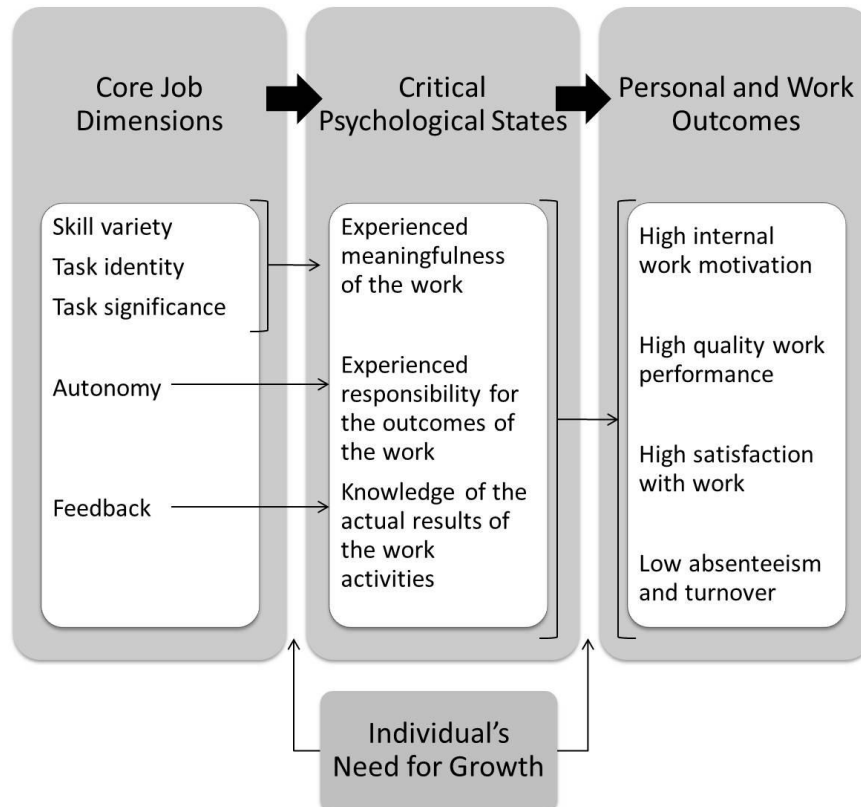 Core Job
Dimensions
Critical
Psychological States
Personal and Work
Outcomes
Skill variety
Task identity
Task significance
Autonomy
Feedback
Experienced
meaningfulness
of the work
Experienced
responsibility for
the outcomes of
the work
Knowledge of the
actual results of
the work
activities
High internal
work motivation
High quality work
performance
High satisfaction
with work
Low absenteeism
and turnover
Individual’s
Need for Growth